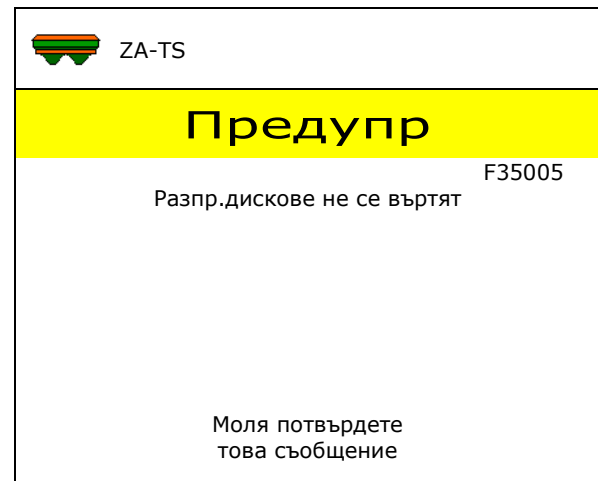 ZA-TS
Предупр
F35005
Разпр.дискове не се въртят
Моля потвърдете
това съобщение